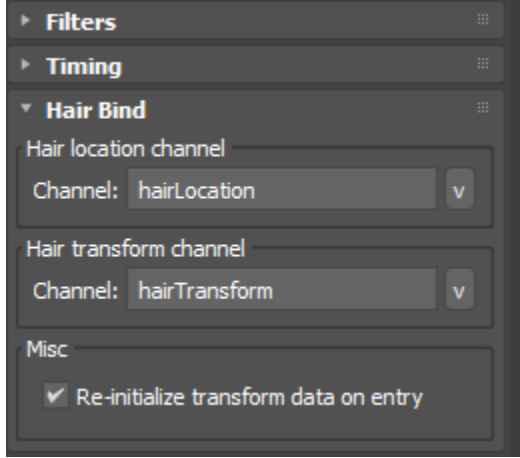 Filters
Timing
Hair Bind
Hair location channel
Channel: hairLocation v
Hair transform channel
Channel: hairTransform v
Misc
Re-initialize transform data on entry